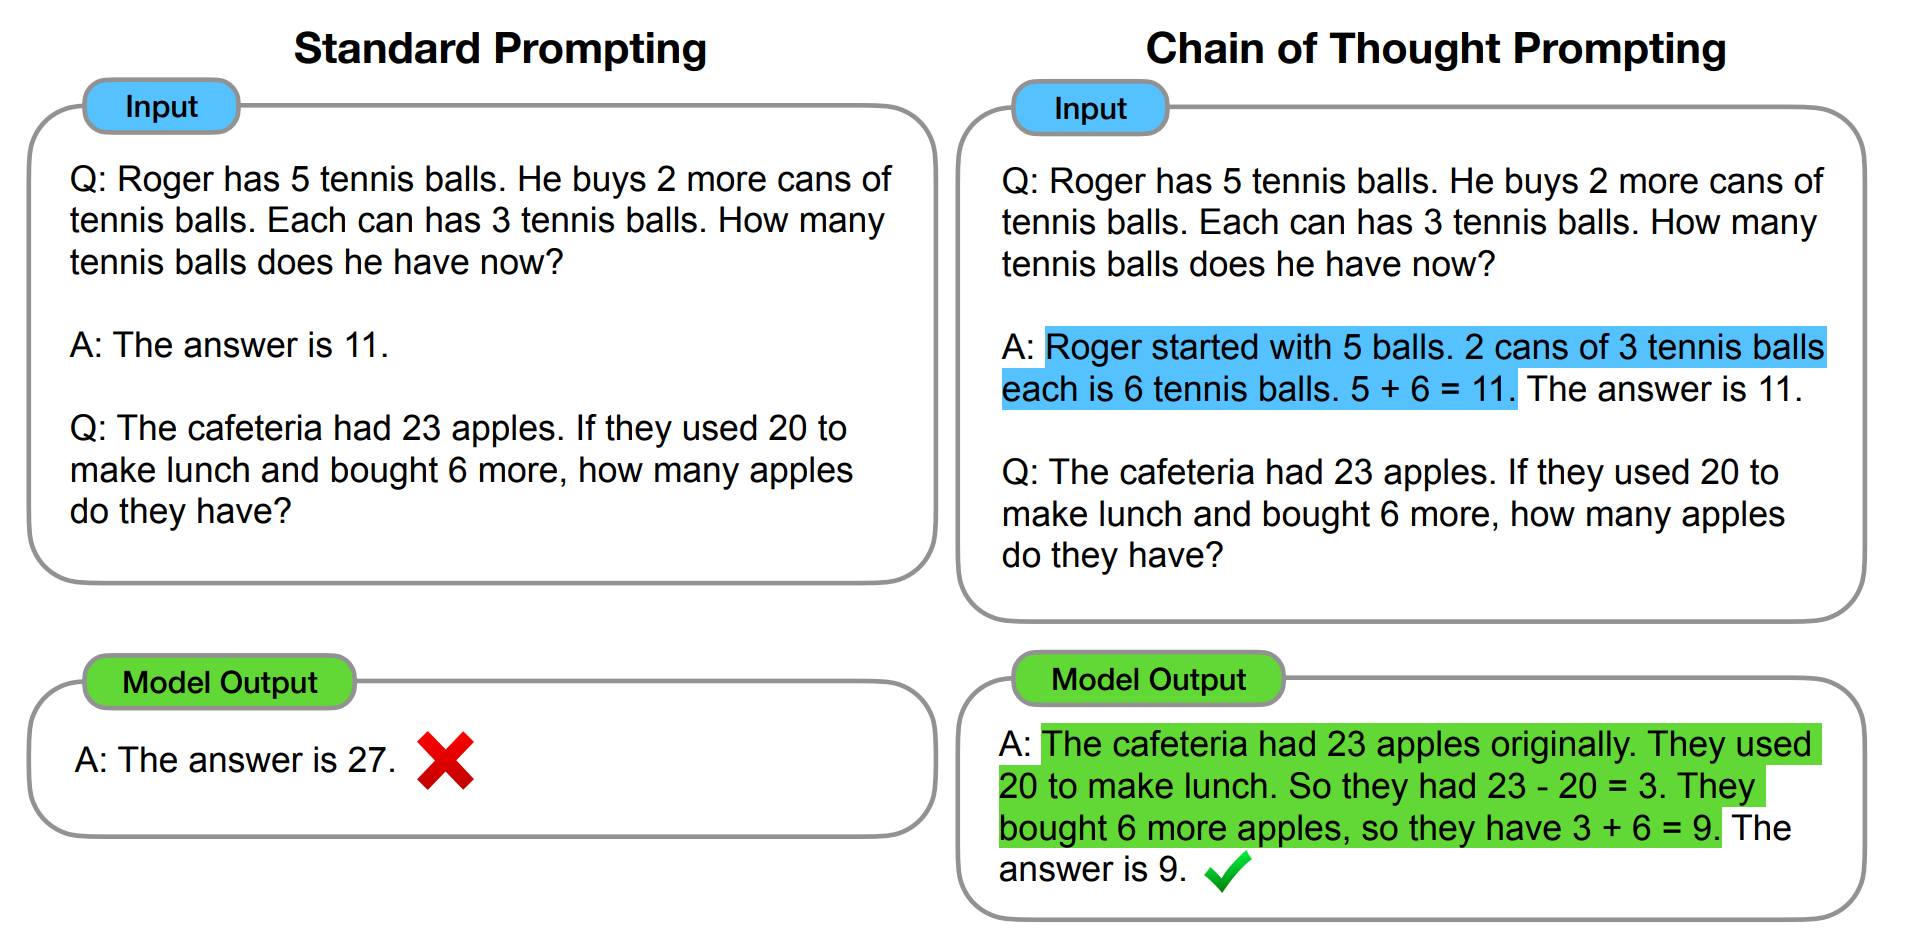 Standard Prompting
Input
Q: Roger has 5 tennis balls. He buys 2 more cans of
tennis balls. Each can has 3 tennis balls. How many
tennis balls does he have now?
A: The answer is 11.
Q: The cafeteria had 23 apples. If they used 20 to
make lunch and bought 6 more, how many apples
do they have?
Model Output
A: The answer is 27.
Chain of Thought Prompting
Input
Q: Roger has 5 tennis balls. He buys 2 more cans of
tennis balls. Each can has 3 tennis balls. How many
tennis balls does he have now?
A: Roger started with 5 balls. 2 cans of 3 tennis balls
each is 6 tennis balls. 5 + 6 = 11. The answer is 11.
Q: The cafeteria had 23 apples. If they used 20 to
make lunch and bought 6 more, how many apples
do they have?
Model Output
A: The cafeteria had 23 apples originally. They used
20 to make lunch. So they had 23 - 20 = 3. They
bought 6 more apples, so they have 3 + 6 = 9. The
answer is 9.